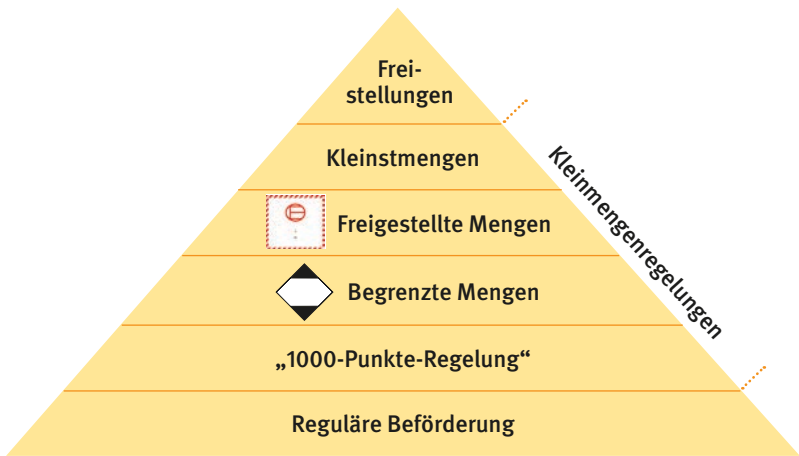 Frei-
stellungen
Kleinstmengen
Freigestellte Mengen
Begrenzte Mengen
„1000-Punkte-Regelung“
Reguläre Beförderung
Kleinmengenregelungen